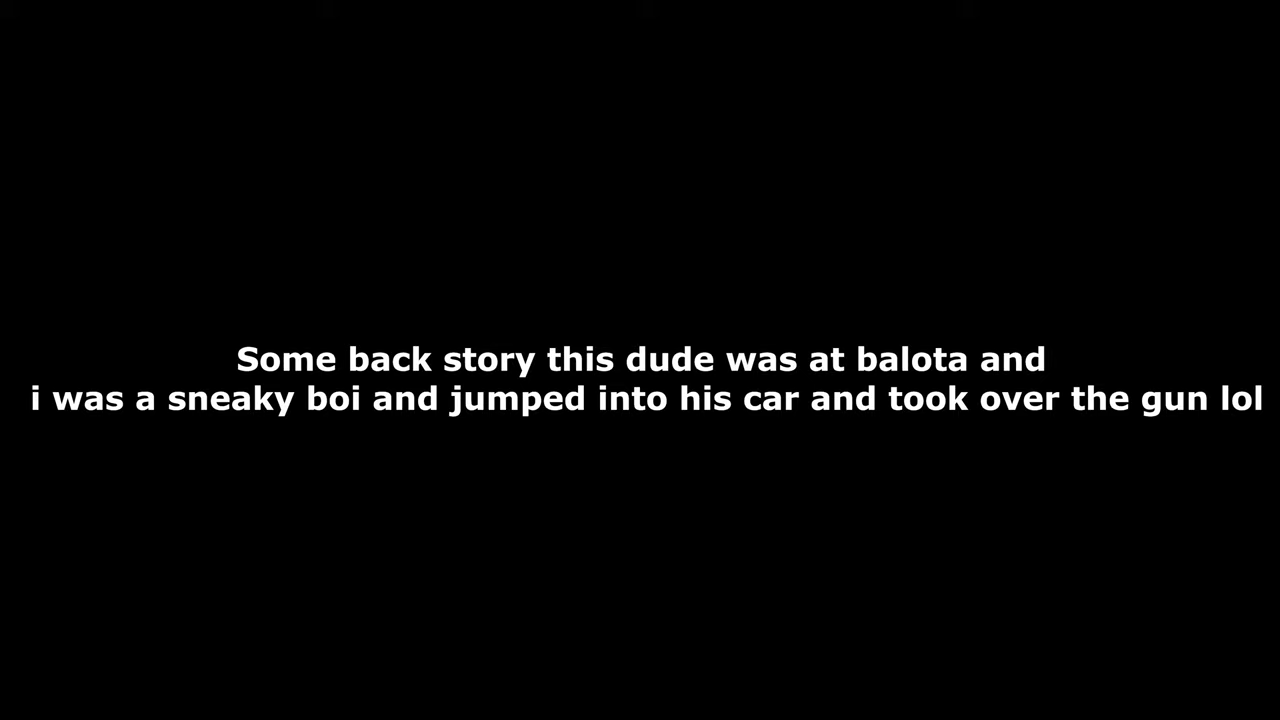 Some back story this dude was at balota and
i was a sneaky boi and jumped into his car and took over the gun lol